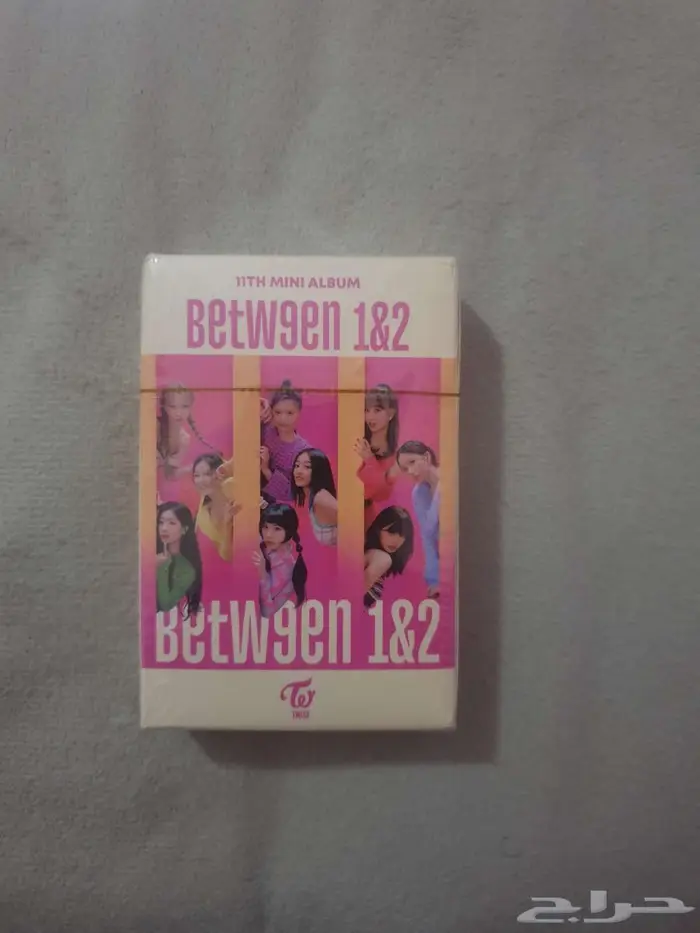 11TH MINI ALBUM
Betw9en 1&2
Betw9en 1&2
TWICE
حراج